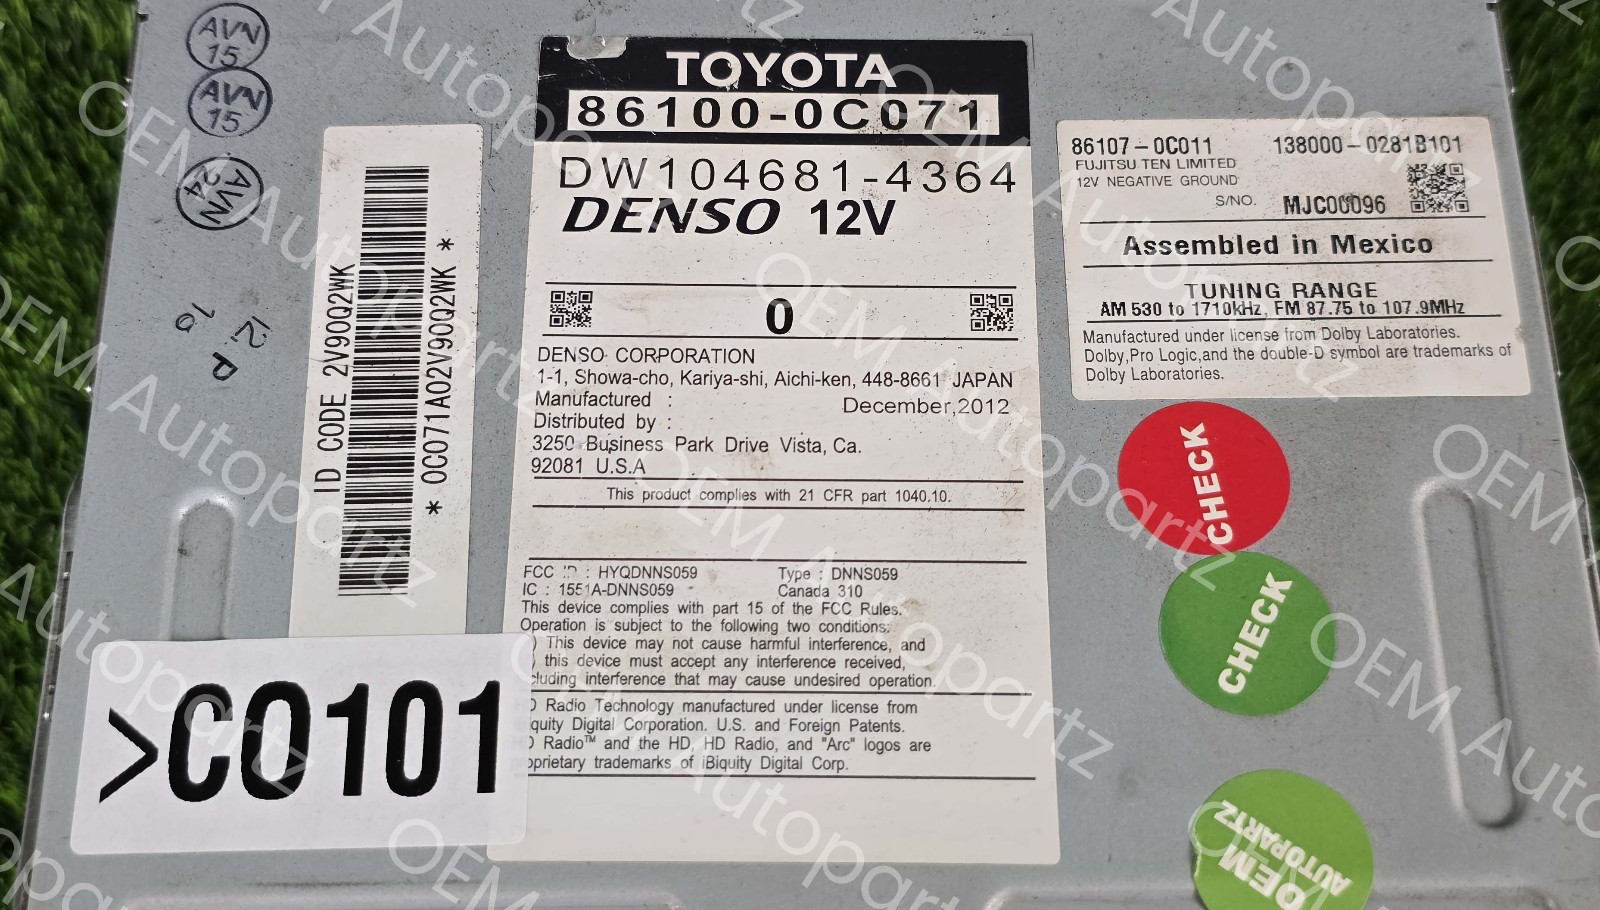 AVN
15
AVN
15
AVN
24
12 P
10
ID CODE 2V90Q2WK
* 0C071A02V90Q2WK *
TOYOTA
86100-0C071
DW104681-4364
DENSO 12V
0
DENSO CORPORATION
1-1, Showa-cho, Kariya-shi, Aichi-ken, 448-8661 JAPAN
Manufactured : December,2012
Distributed by :
3250 Business Park Drive Vista, Ca.
92081 U.S.A
This product complies with 21 CFR part 1040.10.
FCC ID : HYQDNNS059 Type : DNNS059
IC : 1551A-DNNS059 Canada 310
This device complies with part 15 of the FCC Rules.
Operation is subject to the following two conditions:
) This device may not cause harmful interference, and
) this device must accept any interference received,
cluding interference that may cause undesired operation.
D Radio Technology manufactured under license from
iquity Digital Corporation. U.S. and Foreign Patents.
D Radio™ and the HD, HD Radio, and "Arc" logos are
oprietary trademarks of iBiquity Digital Corp.
>CO101
86107-0C011 138000-0281B101
FUJITSU TEN LIMITED
12V NEGATIVE GROUND
S/NO. MJC00096
Assembled in Mexico
TUNING RANGE
AM 530 to 1710kHz, FM 87.75 to 107.9MHz
Manufactured under license from Dolby Laboratories.
Dolby,Pro Logic,and the double-D symbol are trademarks of
Dolby Laboratories.
CHECK
CHECK
OEM
AUTOPARTZ
OEM Autopartz